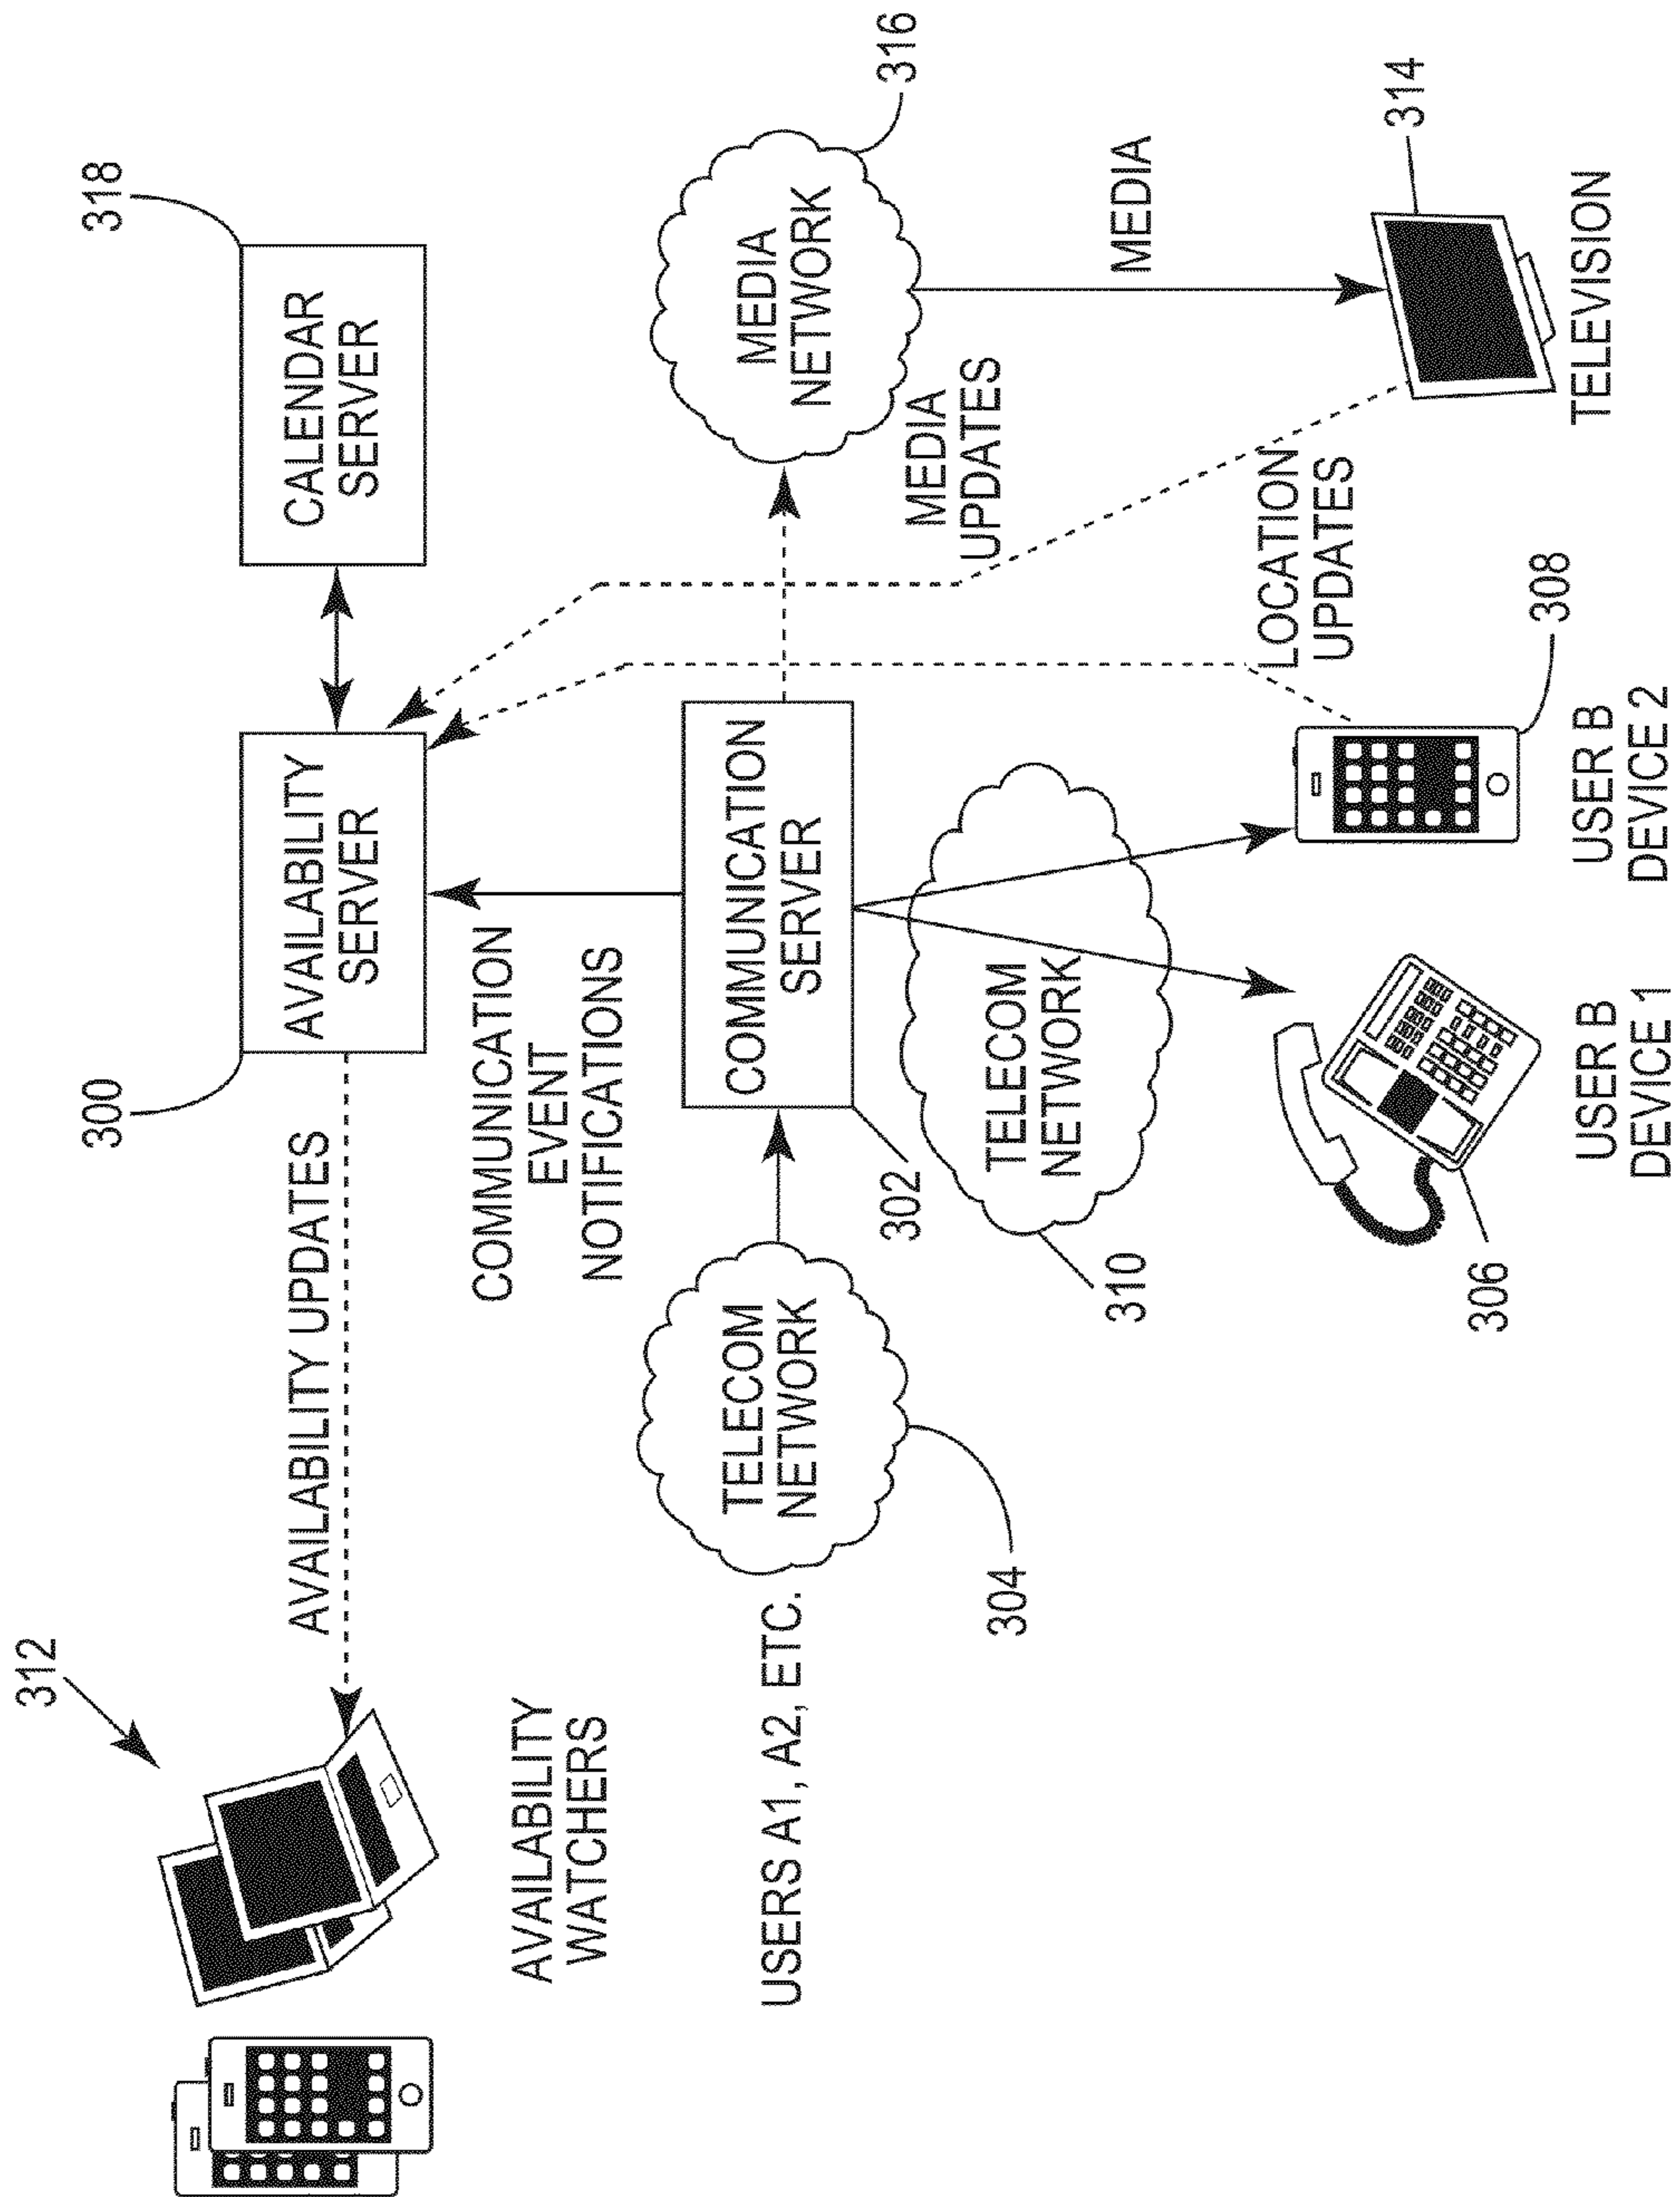 312
AVAILABILITY UPDATES
300
318
AVAILABILITY
SERVER
CALENDAR
SERVER
AVAILABILITY
WATCHERS
COMMUNICATION
EVENT
NOTIFICATIONS
USERS A1, A2, ETC.
TELECOM
NETWORK
304
COMMUNICATION
SERVER
302
MEDIA
NETWORK
316
MEDIA
UPDATES
TELECOM
NETWORK
310
MEDIA
LOCATION
UPDATES
306
308
314
USER B
DEVICE 1
USER B
DEVICE 2
TELEVISION